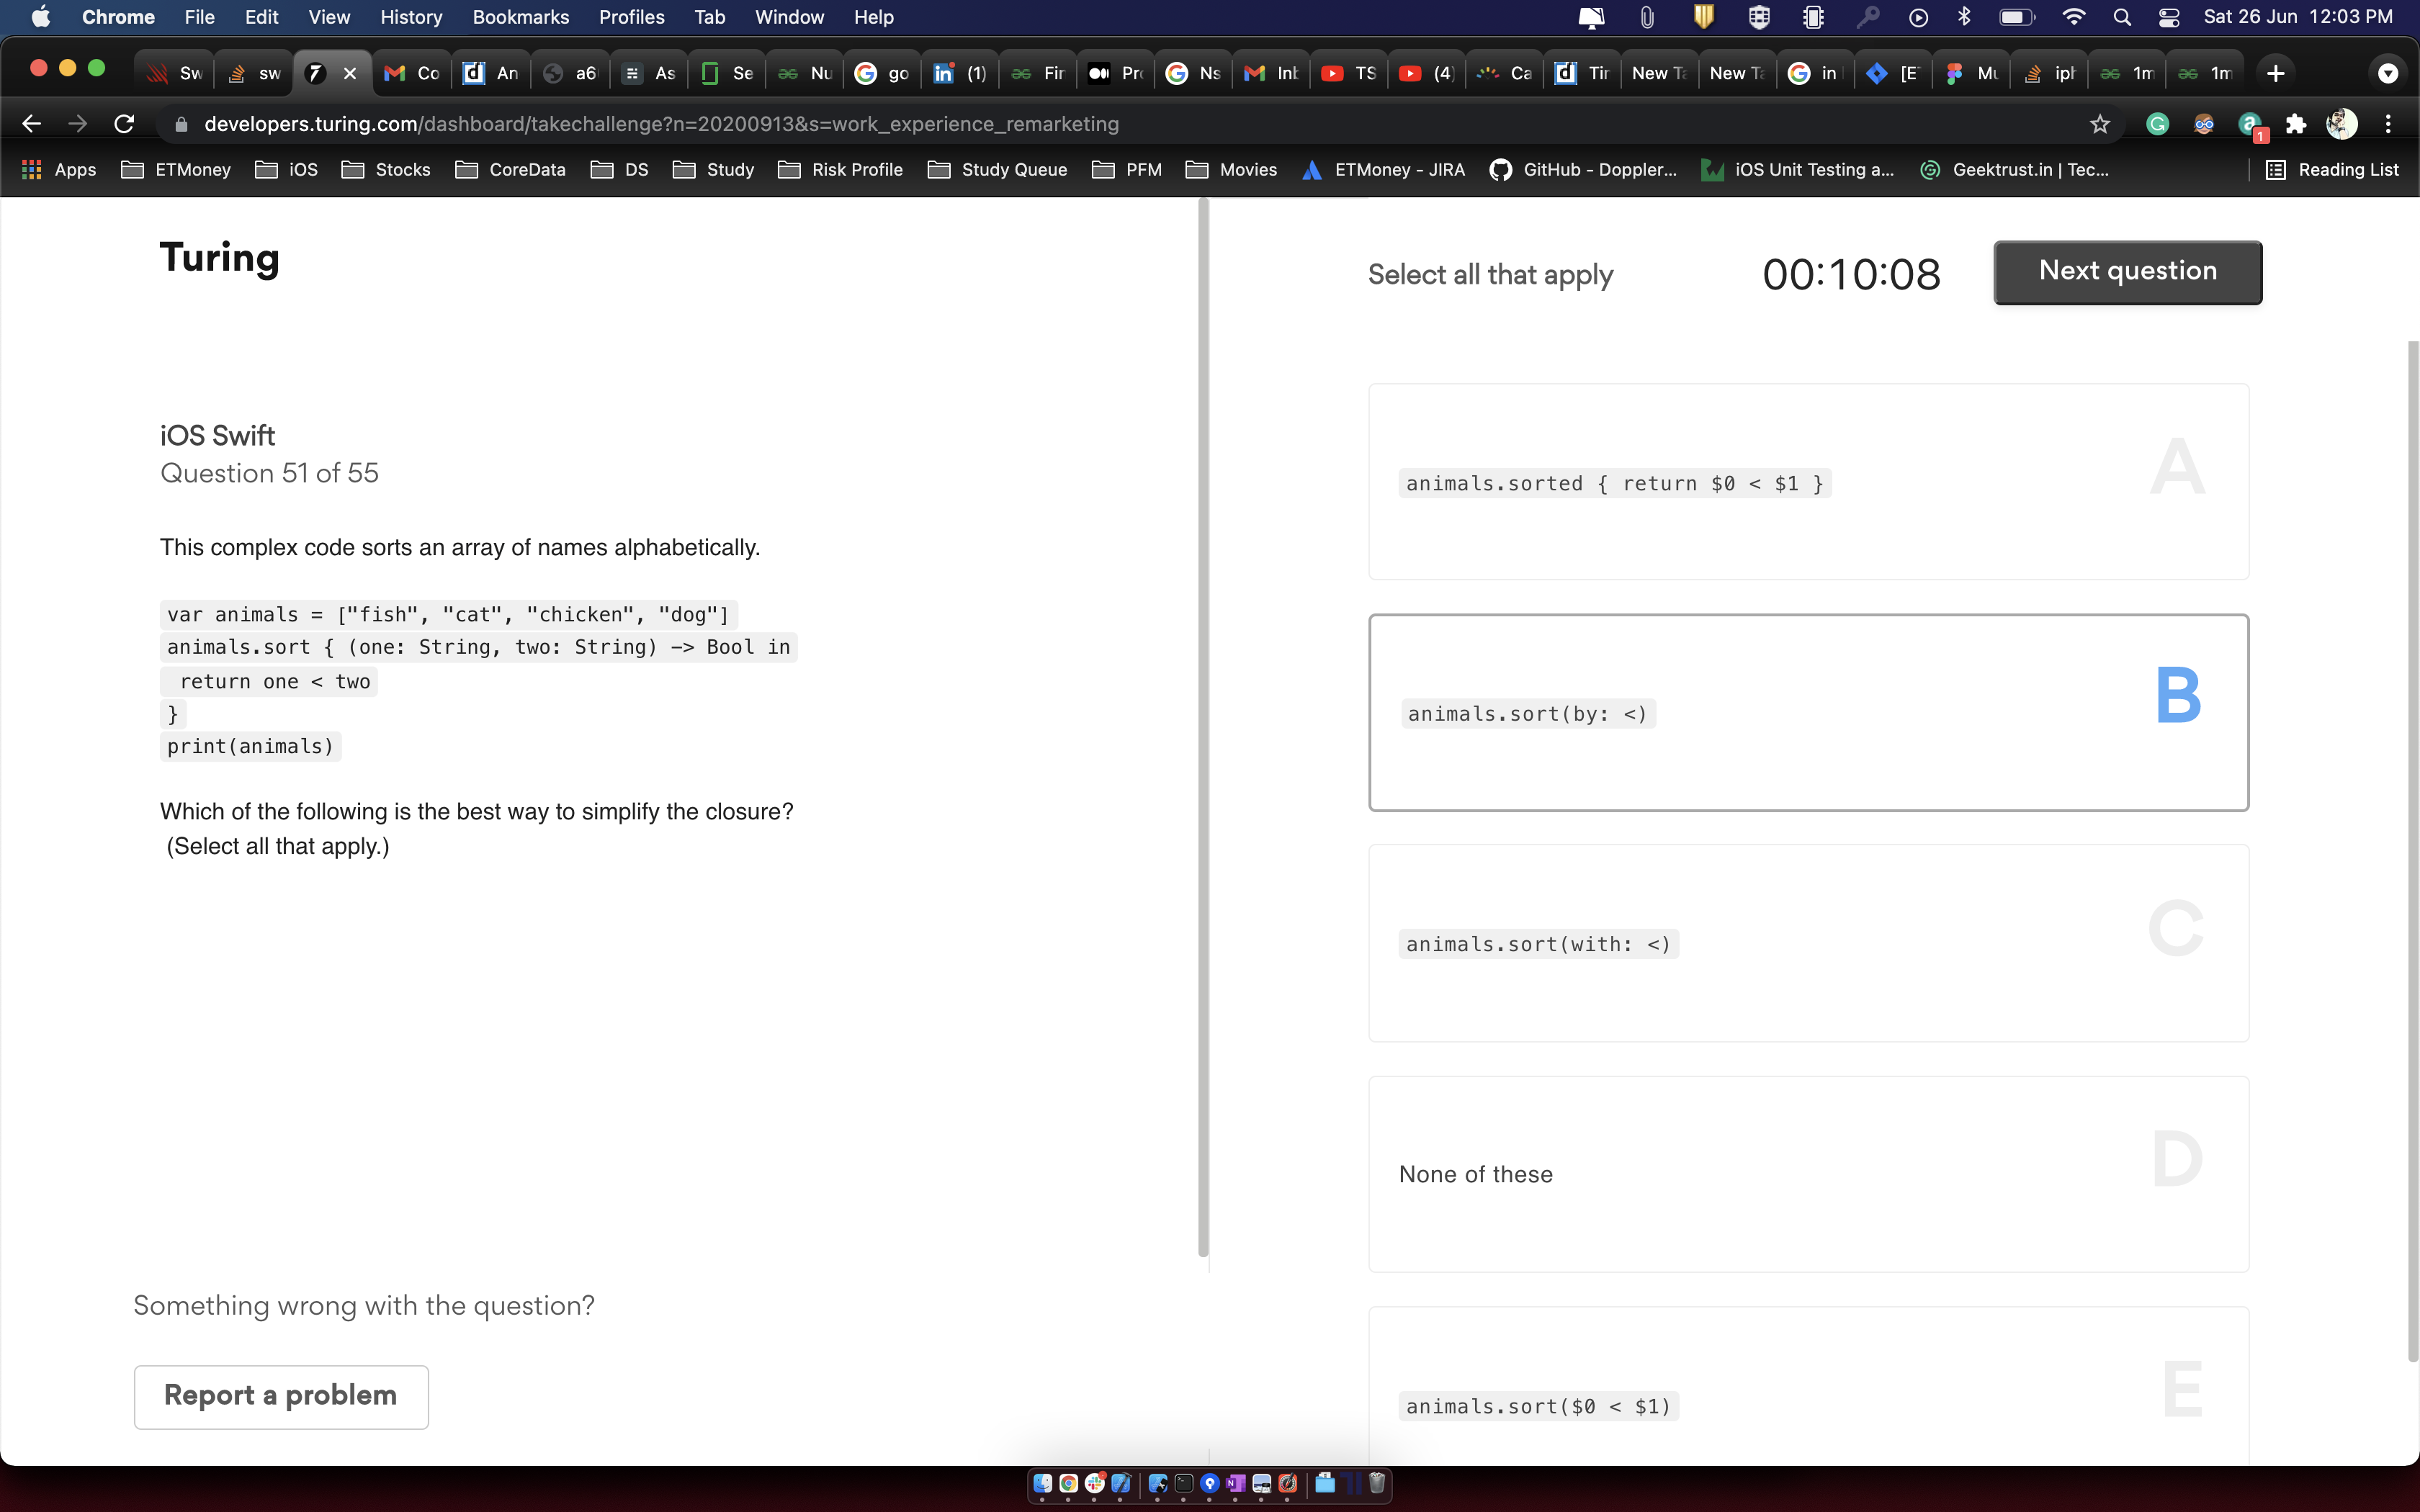 Chrome File Edit View History Bookmarks Profiles Tab Window Help Sat 26 Jun 12:03 PM
Sw sw Co An a6 As Se Nu go (1) Fir Pr Ns Inb TS (4) Ca Tir New Ta New Ta in [E Mu iph 1m 1m
developers.turing.com/dashboard/takechallenge?n=20200913&s=work_experience_remarketing 1
Apps ETMoney iOS Stocks CoreData DS Study Risk Profile Study Queue PFM Movies ETMoney - JIRA GitHub - Doppler... iOS Unit Testing a... Geektrust.in | Tec... Reading List
Turing
iOS Swift
Question 51 of 55
This complex code sorts an array of names alphabetically.
var animals = ["fish", "cat", "chicken", "dog"]
animals.sort { (one: String, two: String) -> Bool in
return one < two
}
print(animals)
Which of the following is the best way to simplify the closure?
(Select all that apply.)
Something wrong with the question?
Report a problem
Select all that apply 00:10:08 Next question
animals.sorted { return $0 < $1 } A
animals.sort(by: <) B
animals.sort(with: <) C
None of these D
animals.sort($0 < $1) E